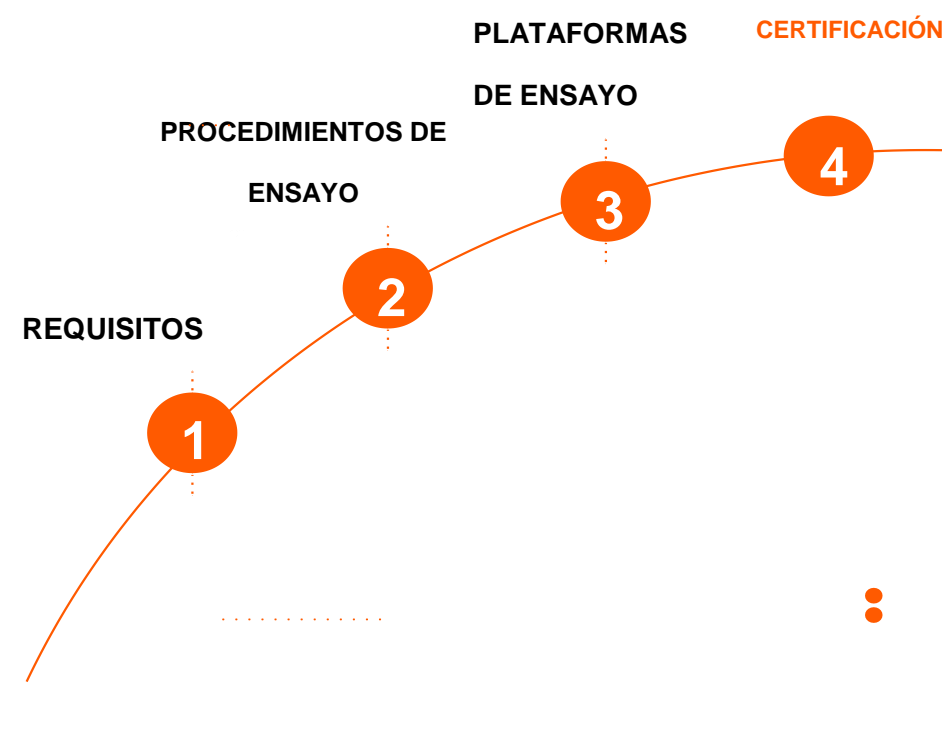 REQUISITOS
1
PROCEDIMIENTOS DE
ENSAYO
2
PLATAFORMAS
DE ENSAYO
3
CERTIFICACIÓN
4